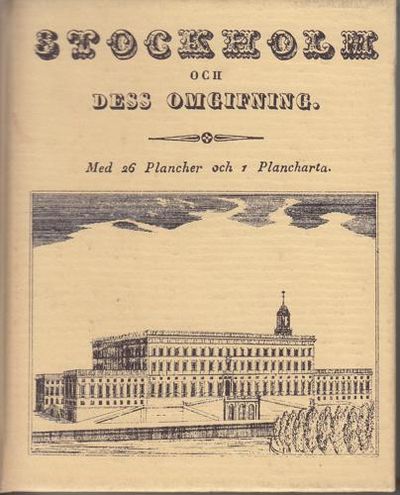 STOCKHOLM
OCH
DESS OMGIFNING.
Med 26 Plancher och 1 Plancharta.